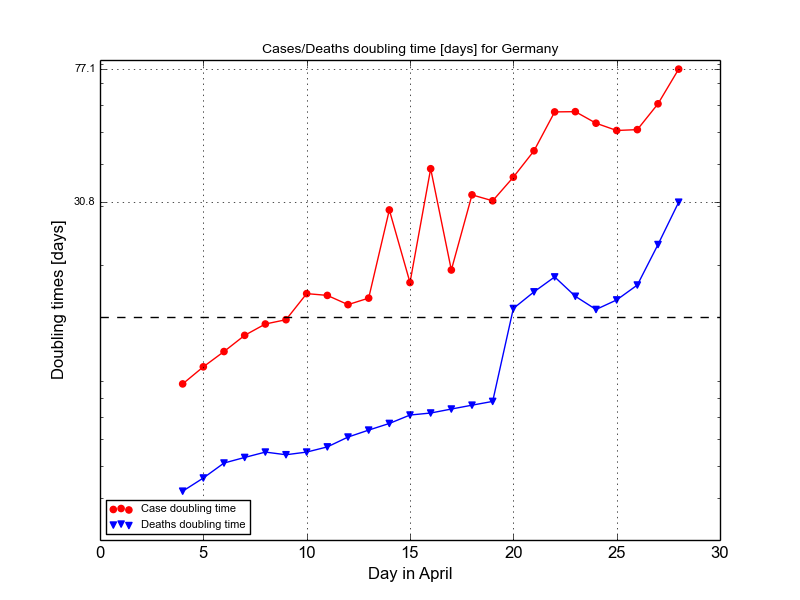 Cases/Deaths doubling time [days] for Germany
77.1
30.8
Doubling times [days]
Case doubling time
Deaths doubling time
0 5 10 15 20 25 30
Day in April